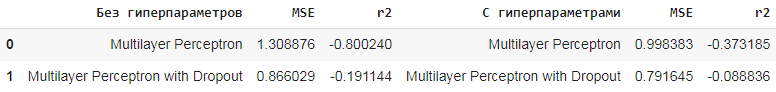 Без гиперпараметров MSE r2 С гиперпараметрами MSE r2
0 Multilayer Perceptron 1.308876 -0.800240 Multilayer Perceptron 0.998383 -0.373185
1 Multilayer Perceptron with Dropout 0.866029 -0.191144 Multilayer Perceptron with Dropout 0.791645 -0.088836